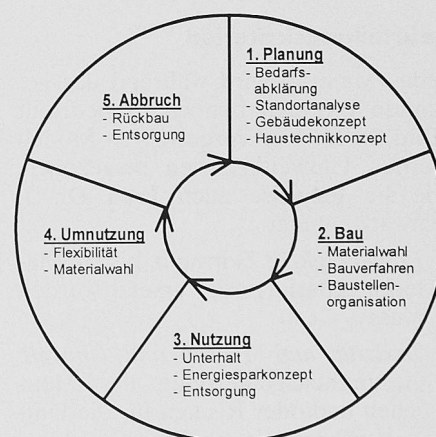 1. Planung
- Bedarfs-
abklärung
- Standortanalyse
- Gebäudekonzept
- Haustechnikkonzept
2. Bau
- Materialwahl
- Bauverfahren
- Baustellen-
organisation
3. Nutzung
- Unterhalt
- Energiesparkonzept
- Entsorgung
4. Umnutzung
- Flexibilität
- Materialwahl
5. Abbruch
- Rückbau
- Entsorgung